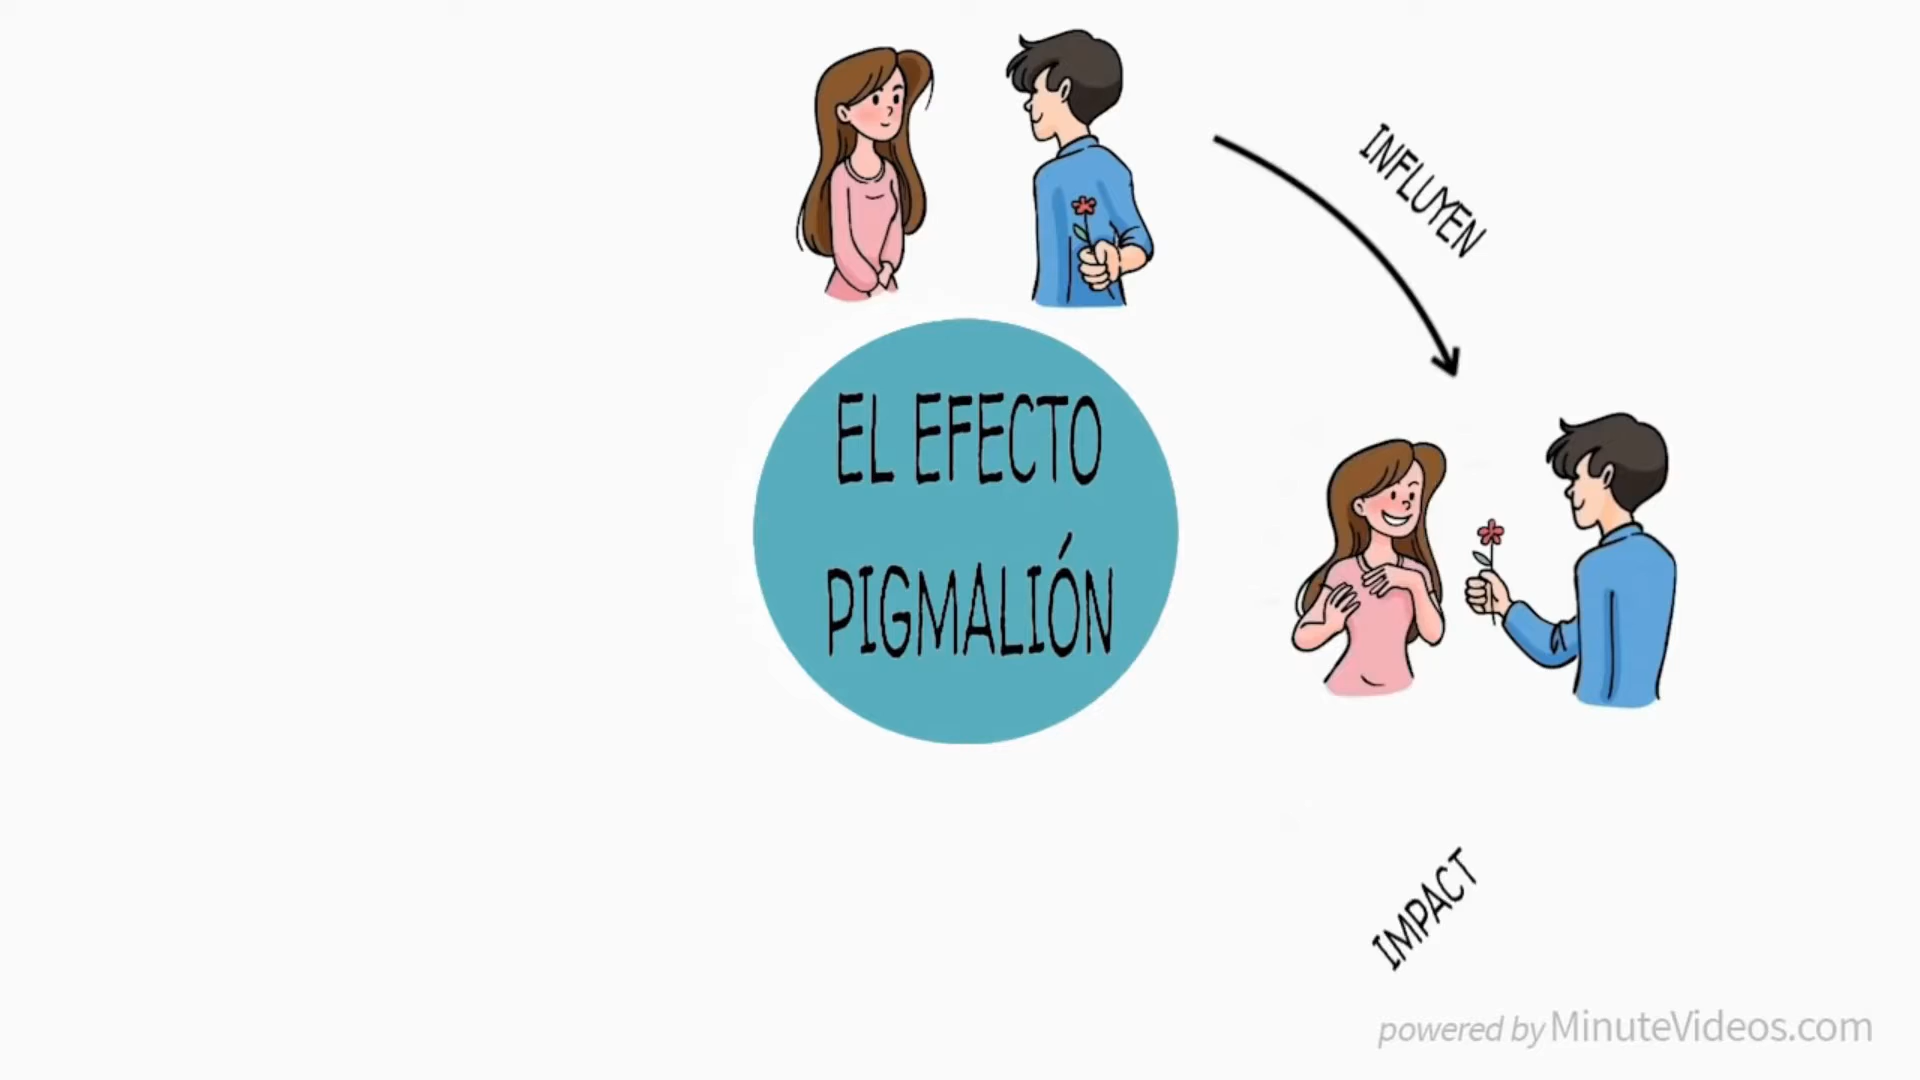 INFLUYEN
EL EFECTO
PIGMALIÓN
IMPACT
powered by MinuteVideos.com